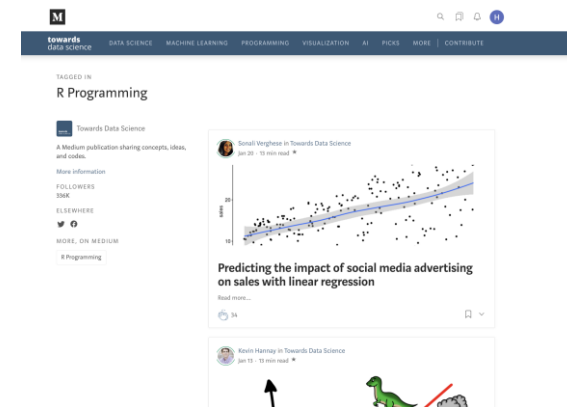 M
H
towards
data science
DATA SCIENCE MACHINE LEARNING PROGRAMMING VISUALIZATION AI PICKS MORE CONTRIBUTE
TAGGED IN
R Programming
Towards Data Science
A Medium publication sharing concepts, ideas,
and codes.
More information
FOLLOWERS
556K
ELSEWHERE
MORE, ON MEDIUM
R Programming
Sonali Verghese in Towards Data Science
Jan 20 · 13 min read
sales
20
10
Predicting the impact of social media advertising
on sales with linear regression
Read more...
34
Kevin Hannay in Towards Data Science
Jan 13 · 13 min read